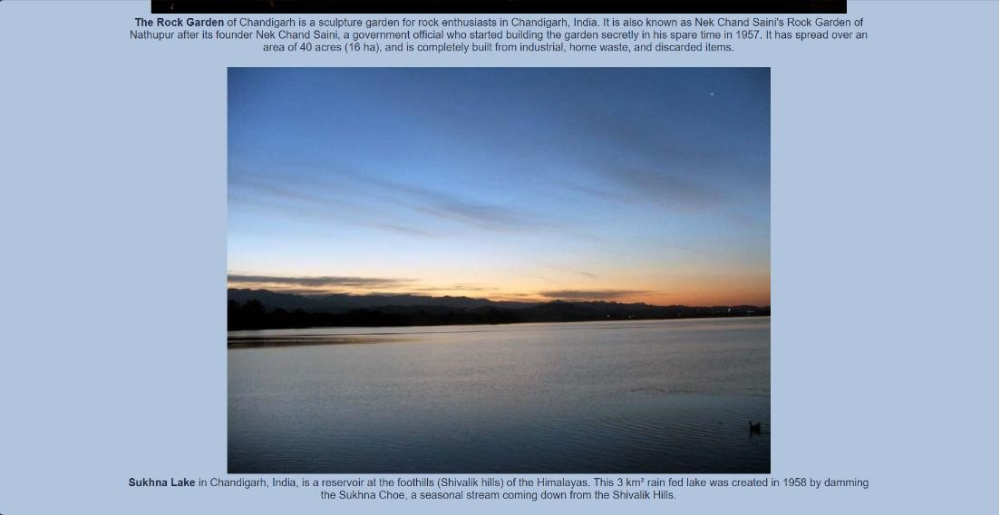 The Rock Garden of Chandigarh is a sculpture garden for rock enthusiasts in Chandigarh, India. It is also known as Nek Chand Saini's Rock Garden of
Nathupur after its founder Nek Chand Saini, a government official who started building the garden secretly in his spare time in 1957. It has spread over an
area of 40 acres (16 ha), and is completely built from industrial, home waste, and discarded items.
Sukhna Lake in Chandigarh, India, is a reservoir at the foothills (Shivalik hills) of the Himalayas. This 3 km² rain fed lake was created in 1958 by damming
the Sukhna Choe, a seasonal stream coming down from the Shivalik Hills.